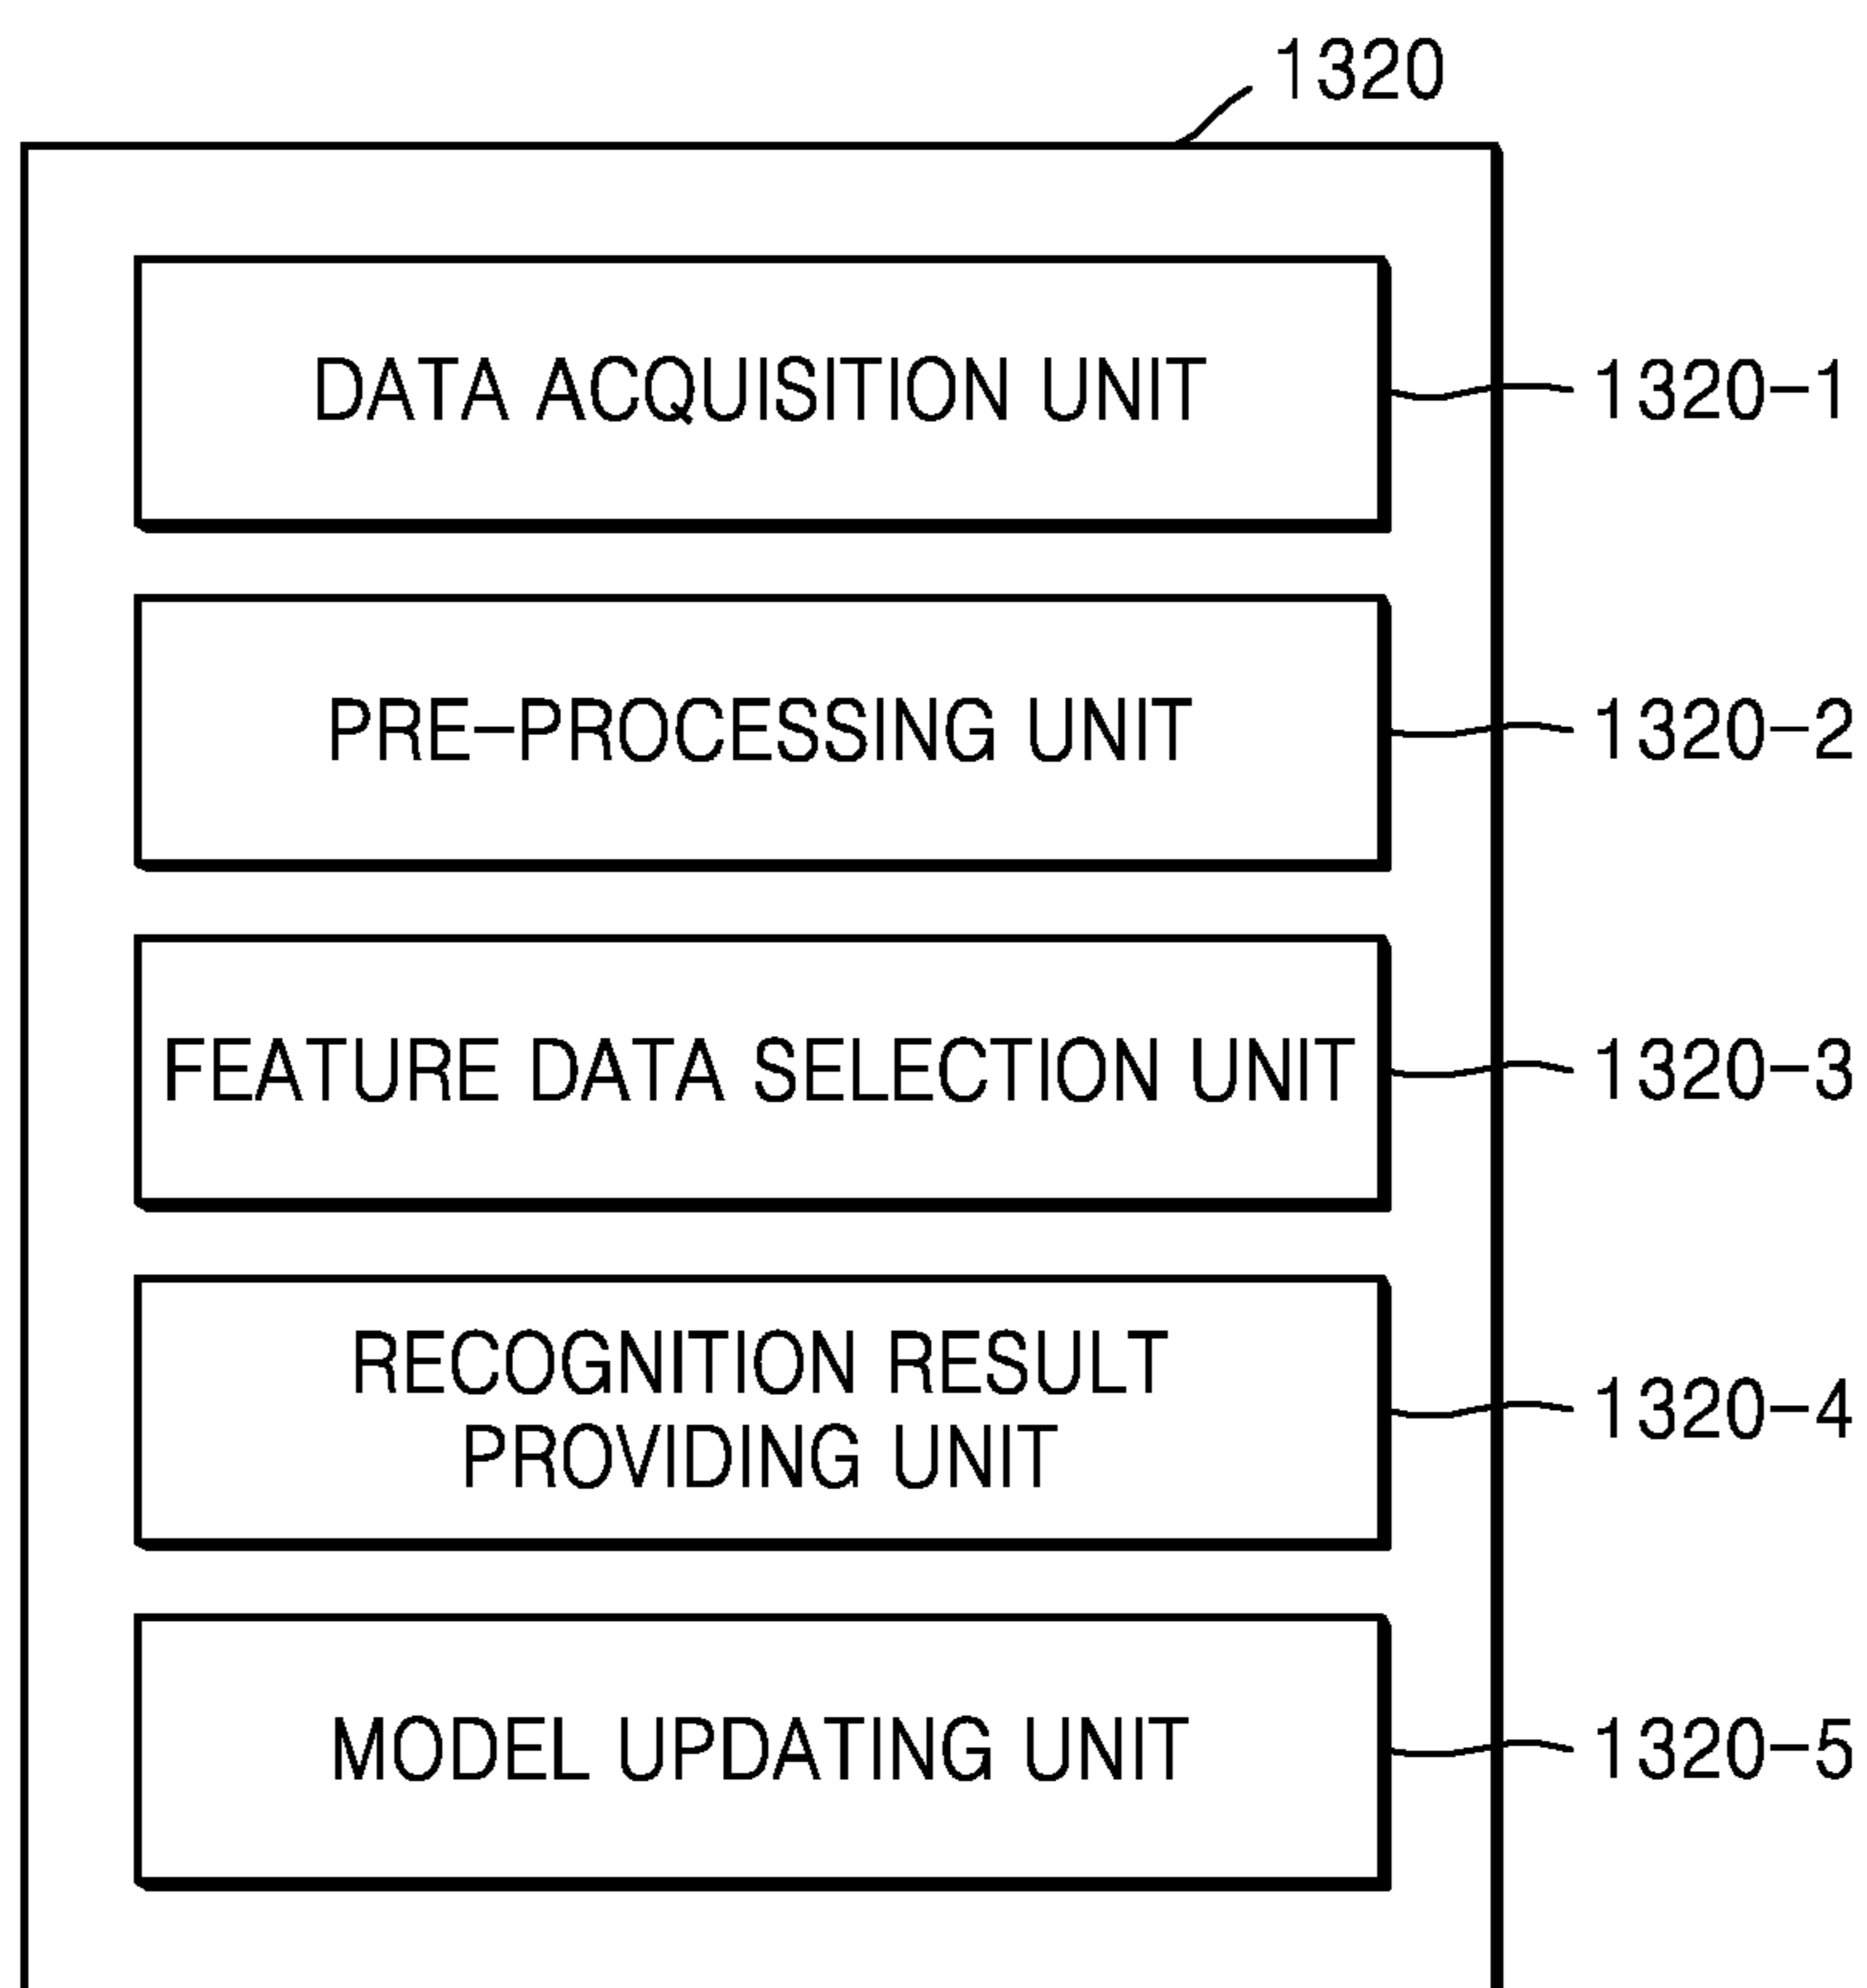 1320
DATA ACQUISITION UNIT
1320-1
PRE-PROCESSING UNIT
1320-2
FEATURE DATA SELECTION UNIT
1320-3
RECOGNITION RESULT
PROVIDING UNIT
1320-4
MODEL UPDATING UNIT
1320-5